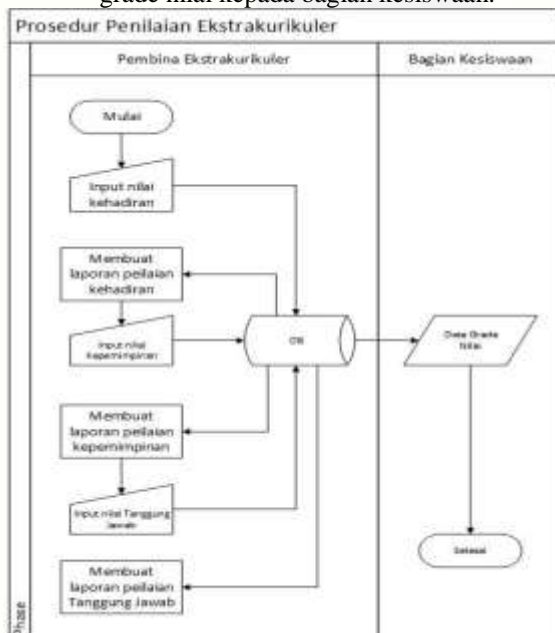 grade nilai kepada bagian kesiswaan.
Prosedur Penilaian Ekstrakurikuler
Pembina Ekstrakurikuler
Bagian Kesiswaan
Mulai
Input nilai
kehadiran
Membuat
laporan peilaian
kehadiran
Input nilai
Kepemimpinan
DB
Data Grade
Nilai
Membuat
laporan peilaian
kepemimpinan
Input nilai Tanggung
Jawab
Selesai
Membuat
laporan peilaian
Tanggung Jawab
Phase